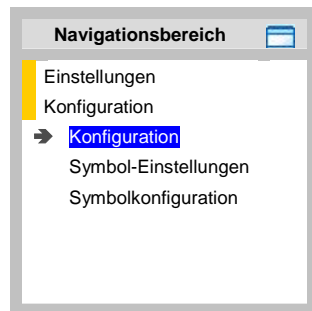 Navigationsbereich
Einstellungen
Konfiguration
Konfiguration
Symbol-Einstellungen
Symbolkonfiguration